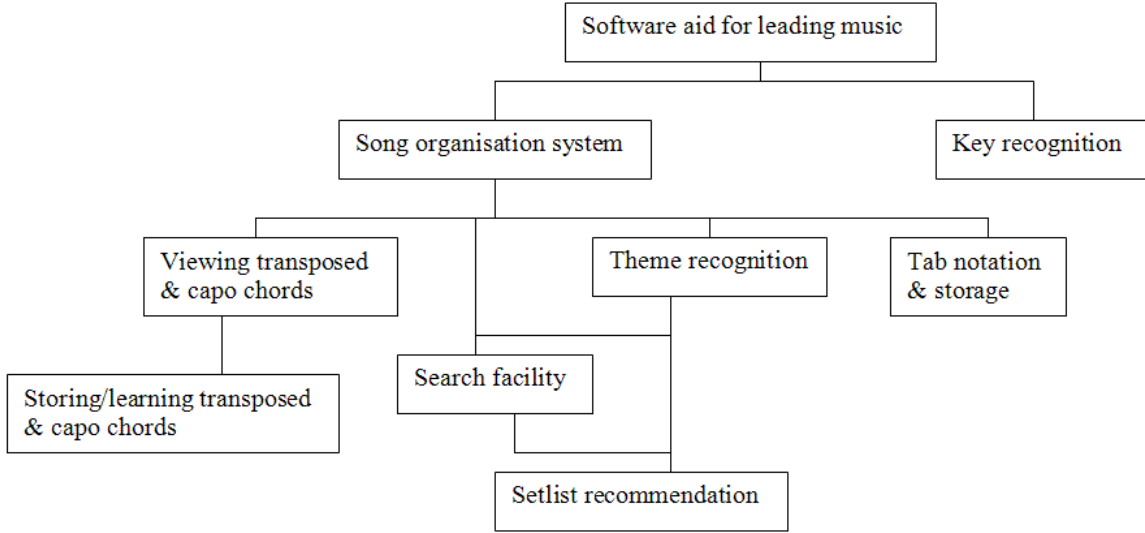 Software aid for leading music
Song organisation system
Key recognition
Viewing transposed
& capo chords
Theme recognition
Tab notation
& storage
Search facility
Storing/learning transposed
& capo chords
Setlist recommendation